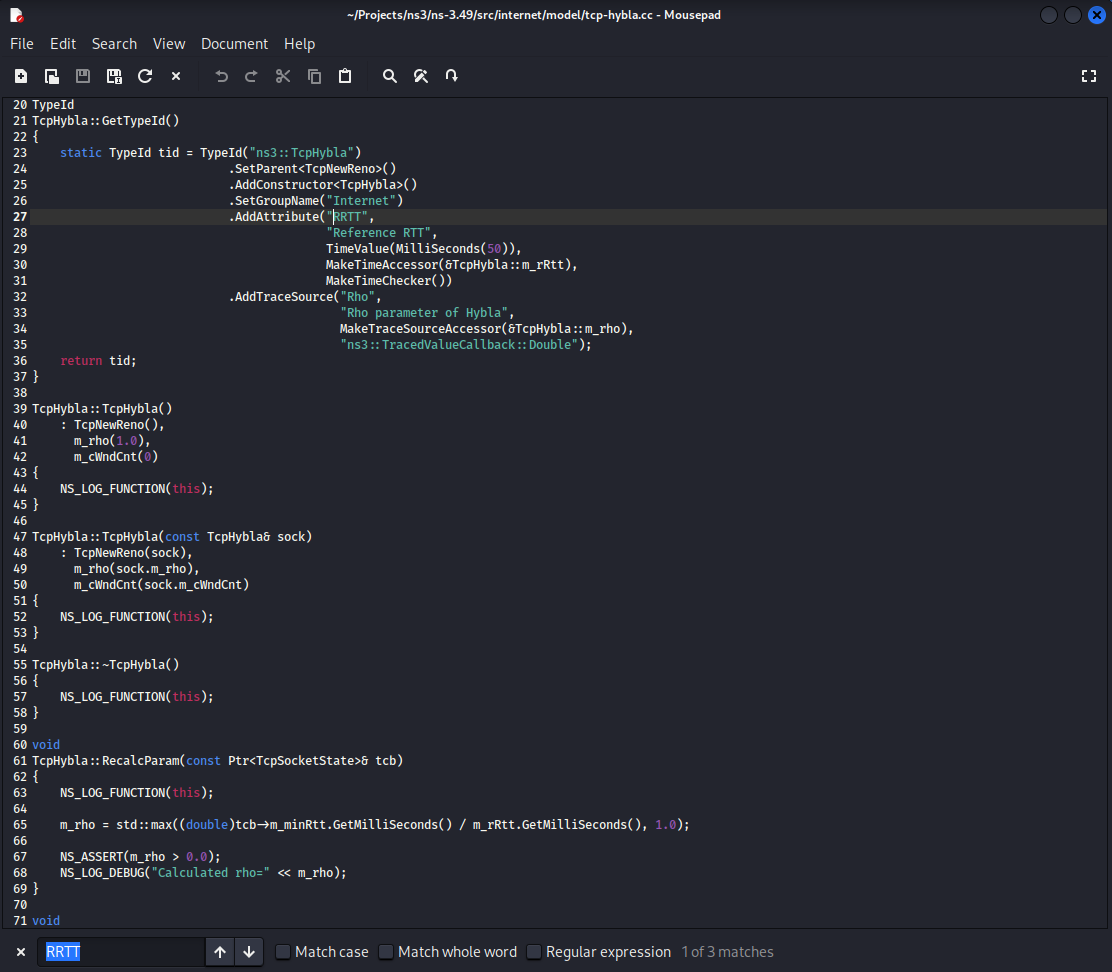 ~/Projects/ns3/ns-3.49/src/internet/model/tcp-hybla.cc - Mousepad
File Edit Search View Document Help
20 TypeId
21 TcpHybla::GetTypeId()
22 {
23     static TypeId tid = TypeId("ns3::TcpHybla")
24                             .SetParent<TcpNewReno>()
25                             .AddConstructor<TcpHybla>()
26                             .SetGroupName("Internet")
27                             .AddAttribute("RRTT",
28                                           "Reference RTT",
29                                           TimeValue(MilliSeconds(50)),
30                                           MakeTimeAccessor(&TcpHybla::m_rRtt),
31                                           MakeTimeChecker())
32                             .AddTraceSource("Rho",
33                                             "Rho parameter of Hybla",
34                                             MakeTraceSourceAccessor(&TcpHybla::m_rho),
35                                             "ns3::TracedValueCallback::Double");
36     return tid;
37 }
38
39 TcpHybla::TcpHybla()
40     : TcpNewReno(),
41       m_rho(1.0),
42       m_cWndCnt(0)
43 {
44     NS_LOG_FUNCTION(this);
45 }
46
47 TcpHybla::TcpHybla(const TcpHybla& sock)
48     : TcpNewReno(sock),
49       m_rho(sock.m_rho),
50       m_cWndCnt(sock.m_cWndCnt)
51 {
52     NS_LOG_FUNCTION(this);
53 }
54
55 TcpHybla::~TcpHybla()
56 {
57     NS_LOG_FUNCTION(this);
58 }
59
60 void
61 TcpHybla::RecalcParam(const Ptr<TcpSocketState>& tcb)
62 {
63     NS_LOG_FUNCTION(this);
64
65     m_rho = std::max((double)tcb->m_minRtt.GetMilliSeconds() / m_rRtt.GetMilliSeconds(), 1.0);
66
67     NS_ASSERT(m_rho > 0.0);
68     NS_LOG_DEBUG("Calculated rho=" << m_rho);
69 }
70
71 void
RRTT Match case Match whole word Regular expression 1 of 3 matches